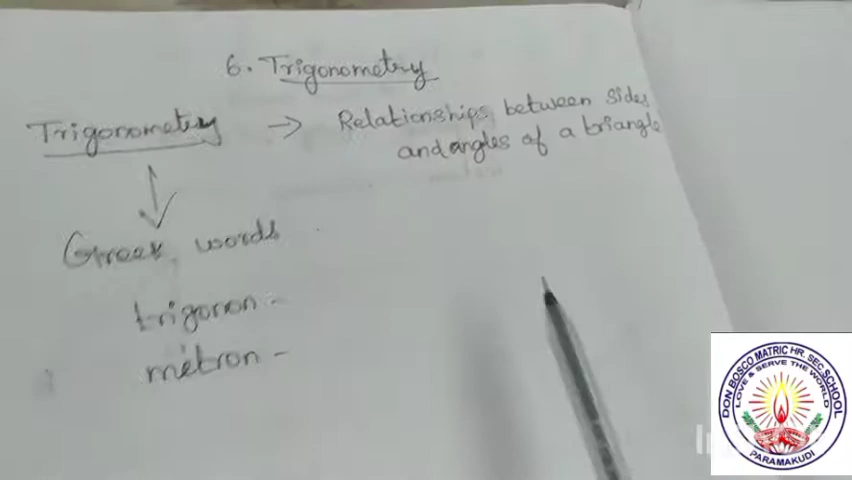 6. Trigonometry
Trigonometry → Relationships between sides
and angles of a triangle
Greek words
trigonon -
metron -
DON BOSCO MATRIC HR. SEC. SCHOOL
LOVE & SERVE THE WORLD
PARAMAKUDI